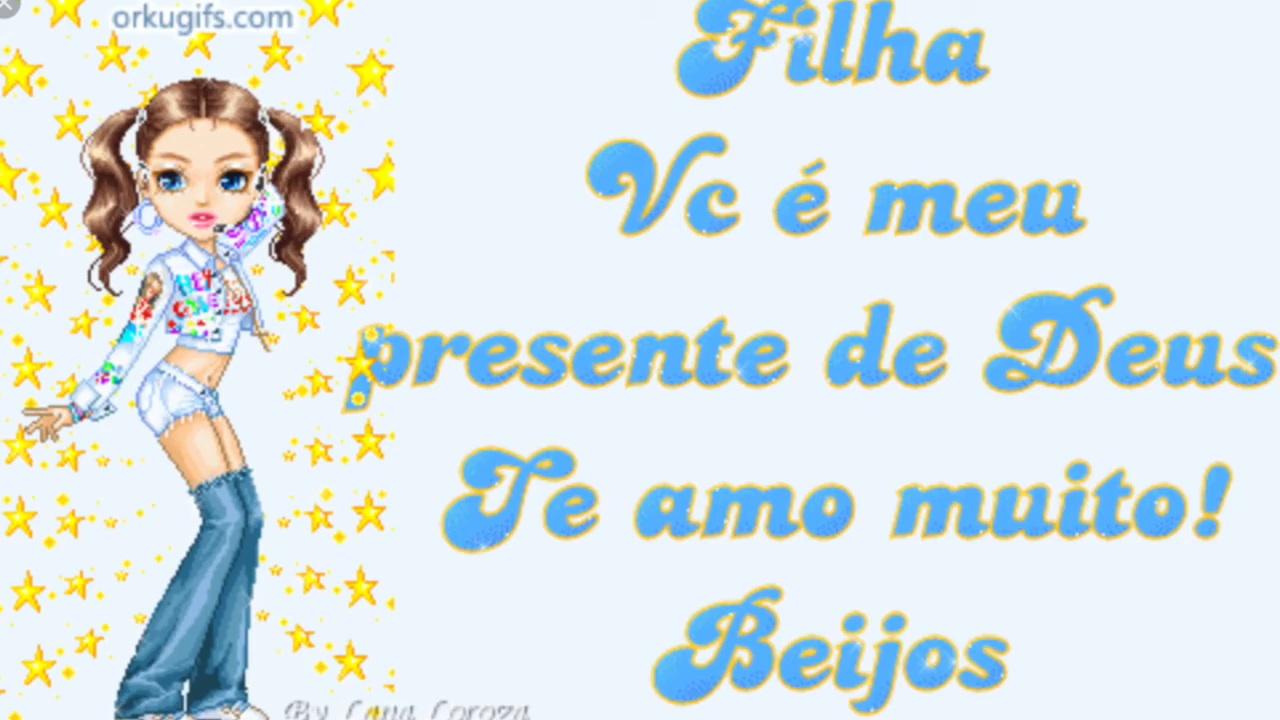 orkugifs.com
Filha
Vc é meu
presente de Deus
Te amo muito!
Beijos